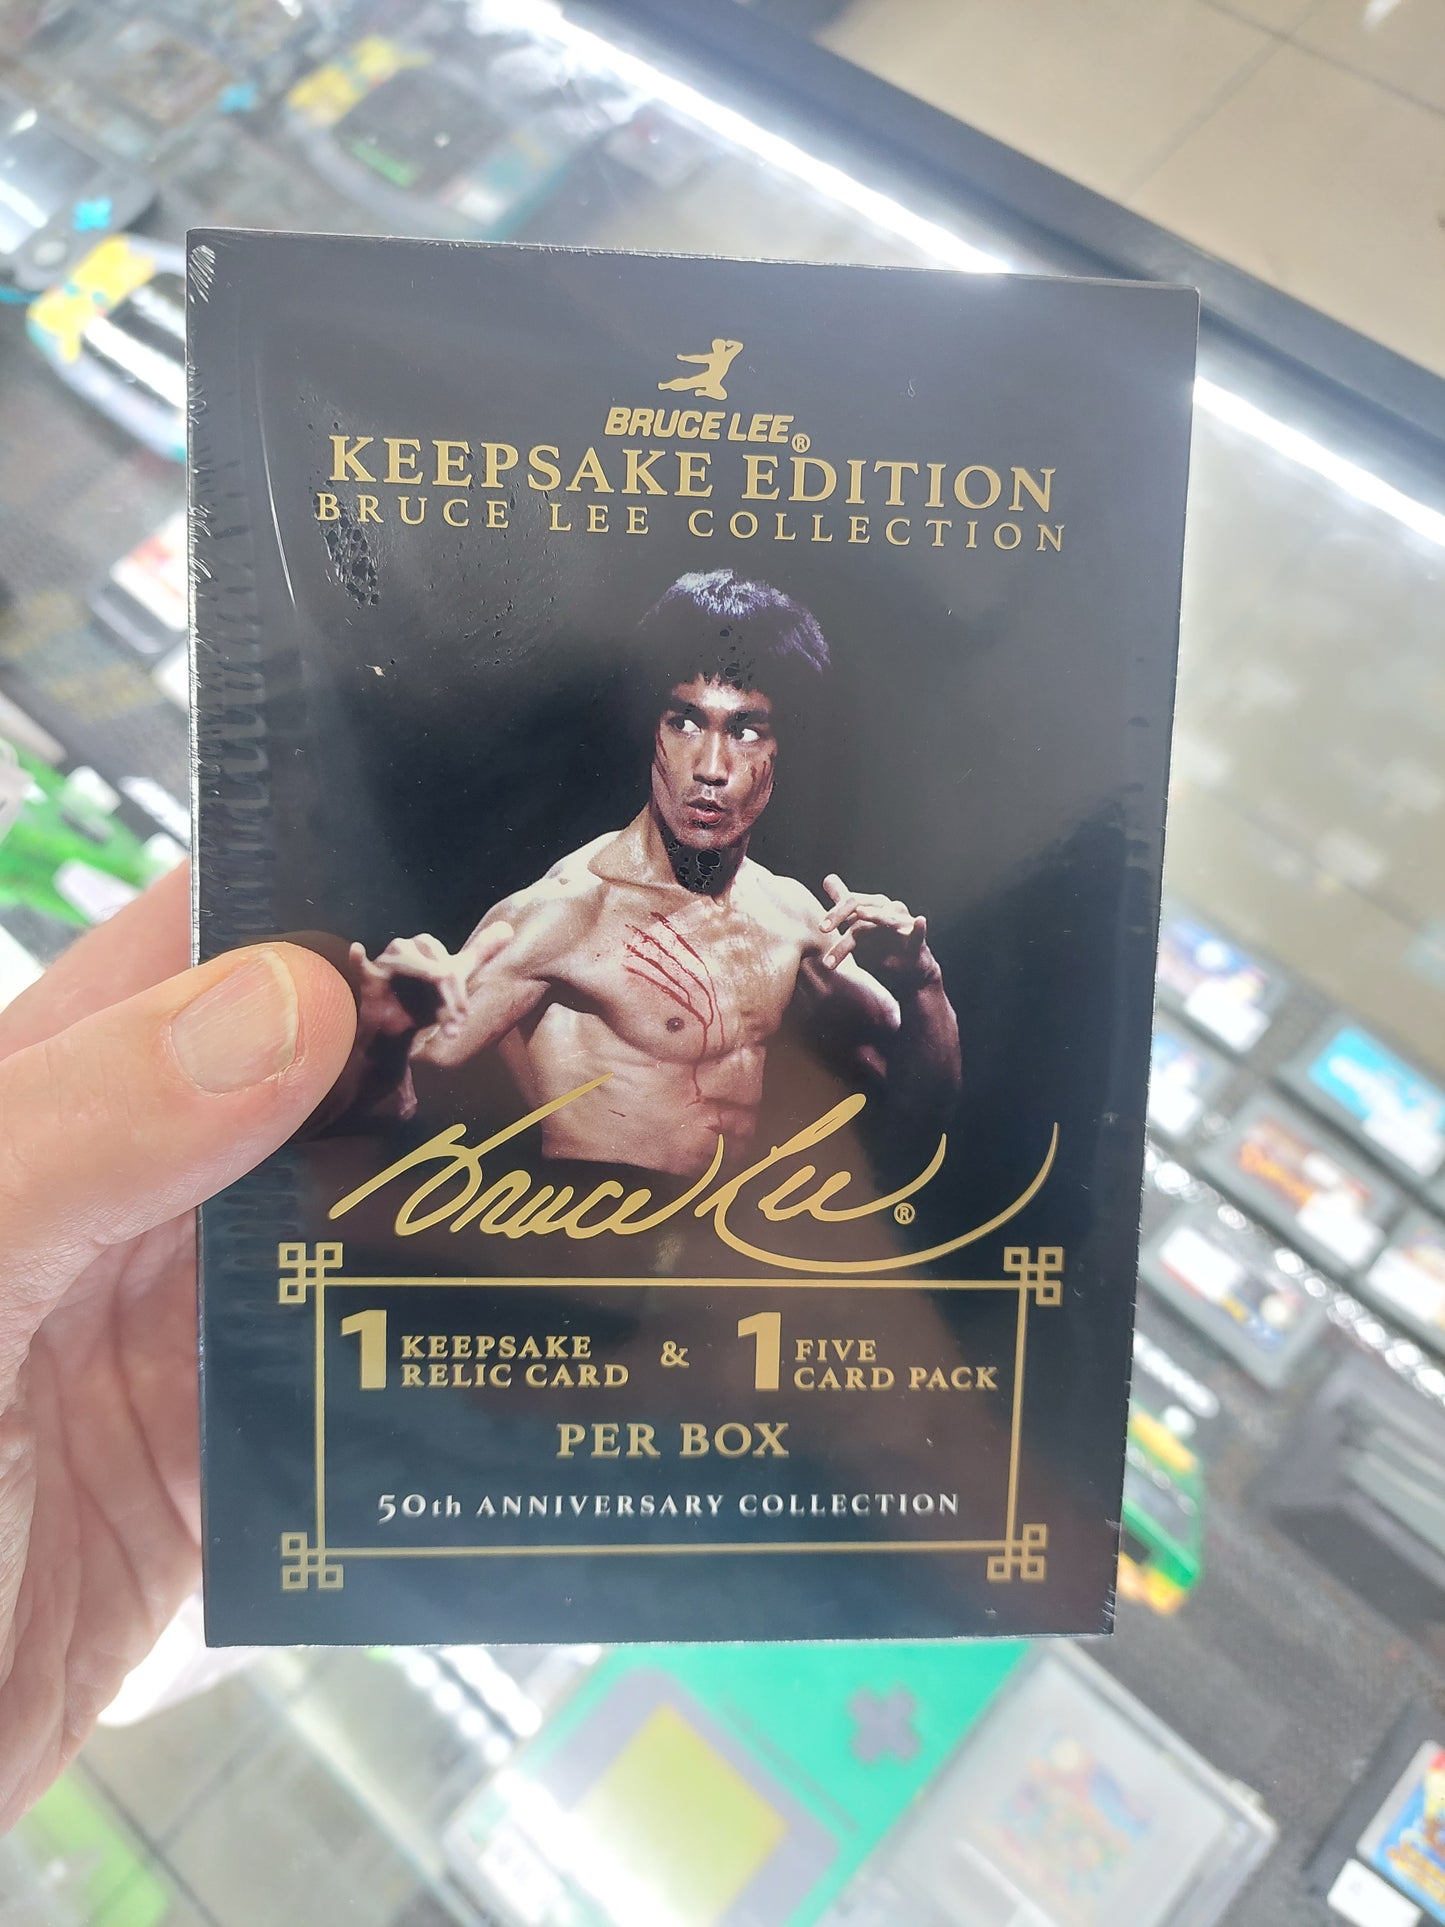 BRUCE LEE®
KEEPSAKE EDITION
BRUCE LEE COLLECTION
Bruce Lee®
1 KEEPSAKE RELIC CARD & 1 FIVE CARD PACK
PER BOX
50th ANNIVERSARY COLLECTION